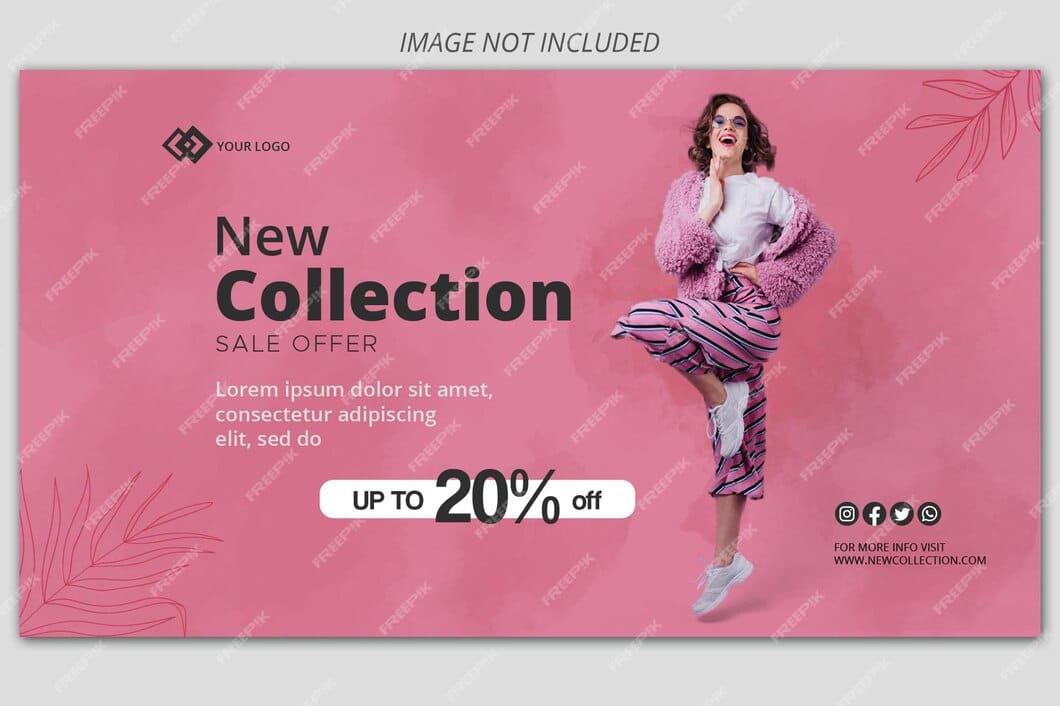 IMAGE NOT INCLUDED
YOUR LOGO
New
Collection
SALE OFFER
Lorem ipsum dolor sit amet,
consectetur adipiscing
elit, sed do
UP TO 20% off
FOR MORE INFO VISIT
WWW.NEWCOLLECTION.COM
FREEPIK